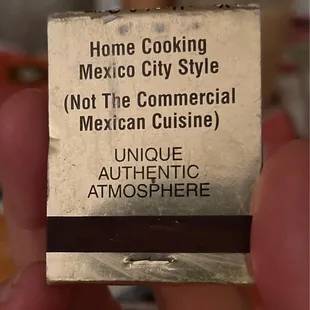 Home Cooking
Mexico City Style
(Not The Commercial
Mexican Cuisine)
UNIQUE
AUTHENTIC
ATMOSPHERE